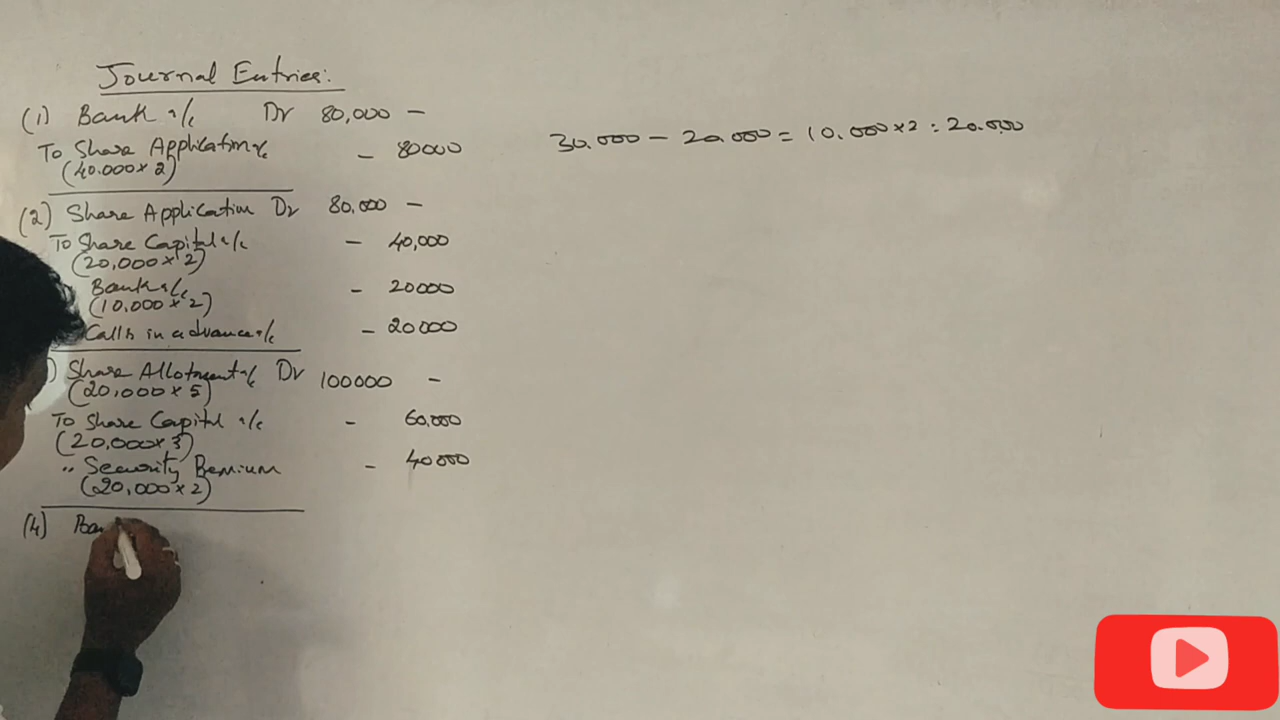 Journal Entries:
(1) Bank a/c Dr 80,000 –
To Share Application a/c – 80000
(40.000 x 2)
30.000 – 20.000 = 10.000 x 2 = 20.000
(2) Share Application Dr 80,000 –
To Share Capital a/c – 40,000
(20,000 x 2)
Bank a/c – 20000
(10,000 x 2)
Calls in advance a/c – 20000
) Share Allotment a/c Dr 100000 –
(20,000 x 5)
To Share Capital a/c – 60,000
(20,000 x 3)
" Security Premium – 40000
(20,000 x 2)
(4) Ban